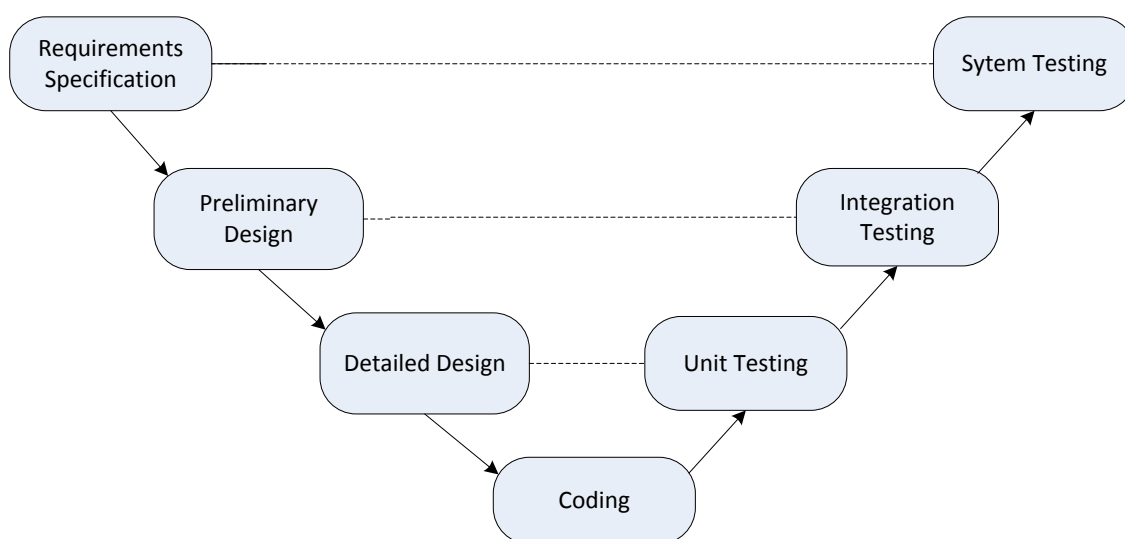 Requirements
Specification
Sytem Testing
Preliminary
Design
Integration
Testing
Detailed Design
Unit Testing
Coding